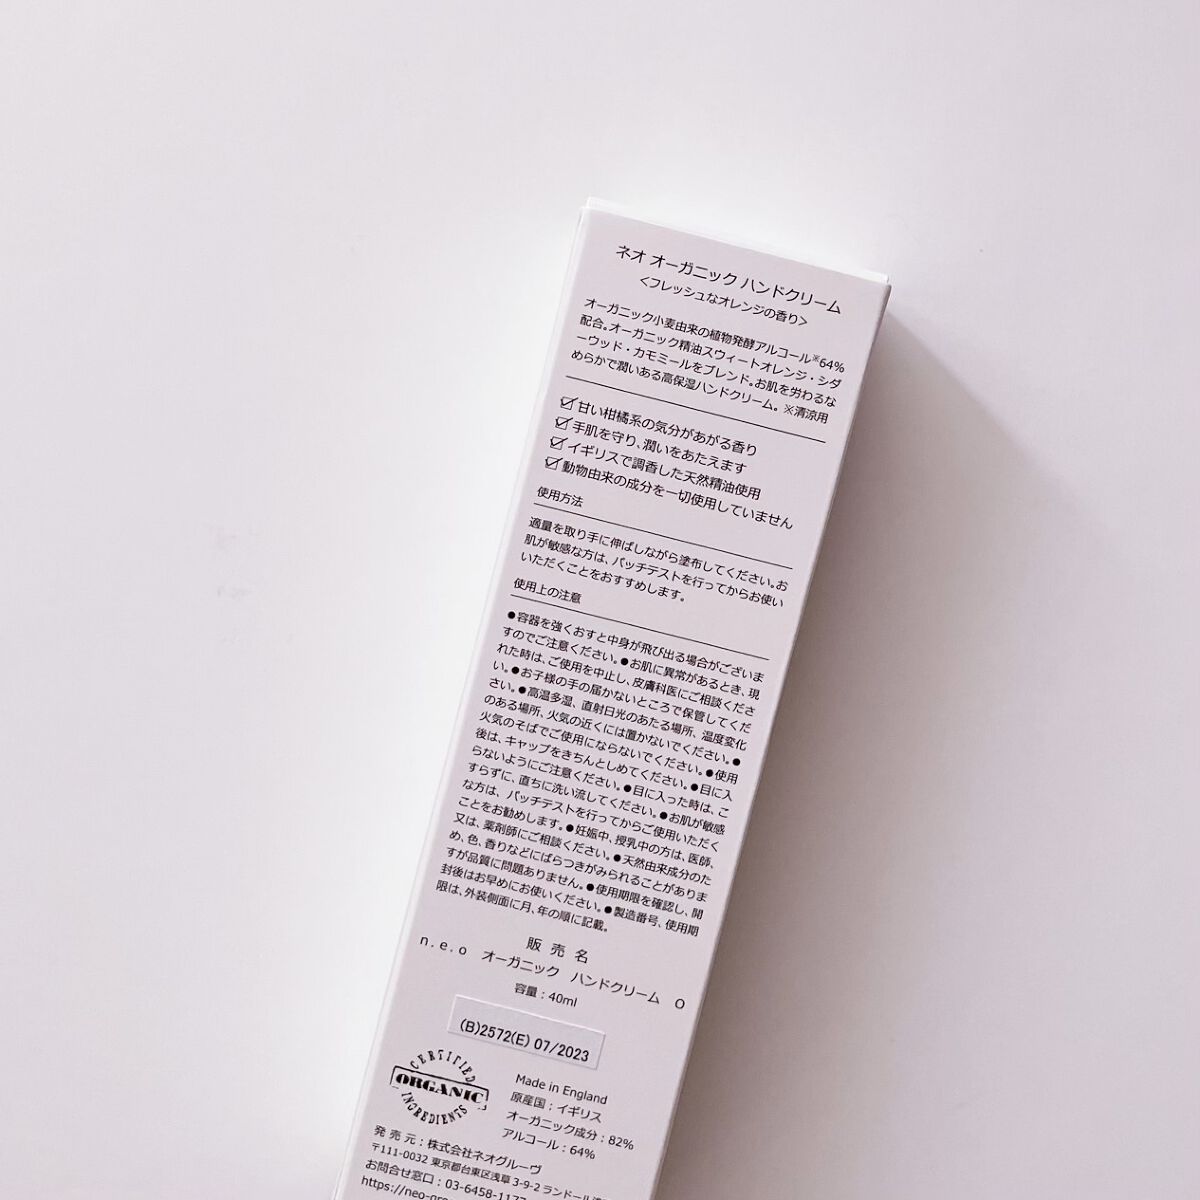 ネオ オーガニック ハンドクリーム
<フレッシュなオレンジの香り>
オーガニック小麦由来の植物発酵アルコール※64%
配合。オーガニック精油スウィートオレンジ・シダ
ーウッド・カモミールをブレンド。お肌を労わるな
めらかで潤いある高保湿ハンドクリーム。※清涼用
☑甘い柑橘系の気分があがる香り
☑手肌を守り、潤いをあたえます
☑イギリスで調香した天然精油使用
☑動物由来の成分を一切使用していません
使用方法
適量を取り手に伸ばしながら塗布してください。お
肌が敏感な方は、パッチテストを行ってからお使い
いただくことをおすすめします。
使用上の注意
●容器を強くおすと中身が飛び出る場合がございま
すのでご注意ください。●お肌に異常があるとき、現
れた時は、ご使用を中止し、皮膚科医にご相談くださ
い。●お子様の手の届かないところで保管してくだ
さい。●高温多湿、直射日光のあたる場所、温度変化
のある場所、火気の近くには置かないでください。●
火気のそばでご使用にならないでください。●使用
後は、キャップをきちんとしめてください。●目に入
らないようにご注意ください。●目に入った時は、こ
すらずに、直ちに洗い流してください。●お肌が敏感
な方は、パッチテストを行ってからご使用いただく
ことをお勧めします。●妊娠中、授乳中の方は、医師、
又は、薬剤師にご相談ください。●天然由来成分のた
め、色、香りなどにばらつきがみられることがありま
すが品質に問題ありません。●使用期限を確認し、開
封後はお早めにお使いください。●製造番号、使用期
限は、外装側面に月、年の順に記載。
販 売 名
n.e.o オーガニック ハンドクリーム O
容量:40ml
(B)2572(E) 07/2023
CERTIFIED
ORGANIC
INGREDIENTS
Made in England
原産国:イギリス
オーガニック成分:82%
アルコール:64%
発 売 元:株式会社ネオグルーヴ
〒111-0032 東京都台東区浅草 3-9-2 ランドール
お問合せ窓口:03-6458-1177
https://neo-gro